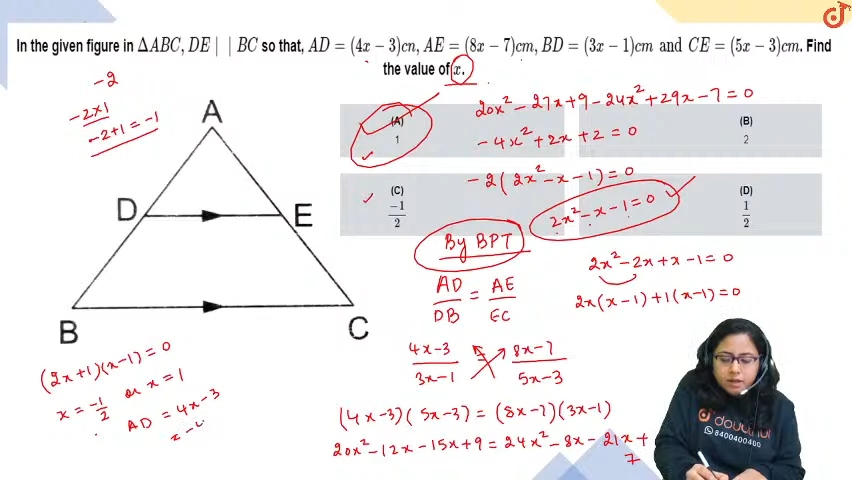 In the given figure in ΔABC, DE | | BC so that, AD = (4x − 3)cn, AE = (8x − 7)cm, BD = (3x − 1)cm and CE = (5x − 3)cm. Find
the value of x.
(A)
1
(B)
2
(C)
-1/2
(D)
1/2
-2
-2×1
-2+1=-1
A
D
E
B
C
20x² - 27x + 9 - 24x² + 29x - 7 = 0
-4x² + 2x + 2 = 0
-2(2x² - x - 1) = 0
2x² - x - 1 = 0
2x² - 2x + x - 1 = 0
2x(x-1) + 1(x-1) = 0
By BPT
AD/DB = AE/EC
4x-3/3x-1 = 8x-7/5x-3
(4x-3)(5x-3) = (8x-7)(3x-1)
20x² - 12x - 15x + 9 = 24x² - 8x - 21x + 7
(2x+1)(x-1) = 0
x = -1/2 or x = 1
AD = 4x-3
doubtnut
8400400400